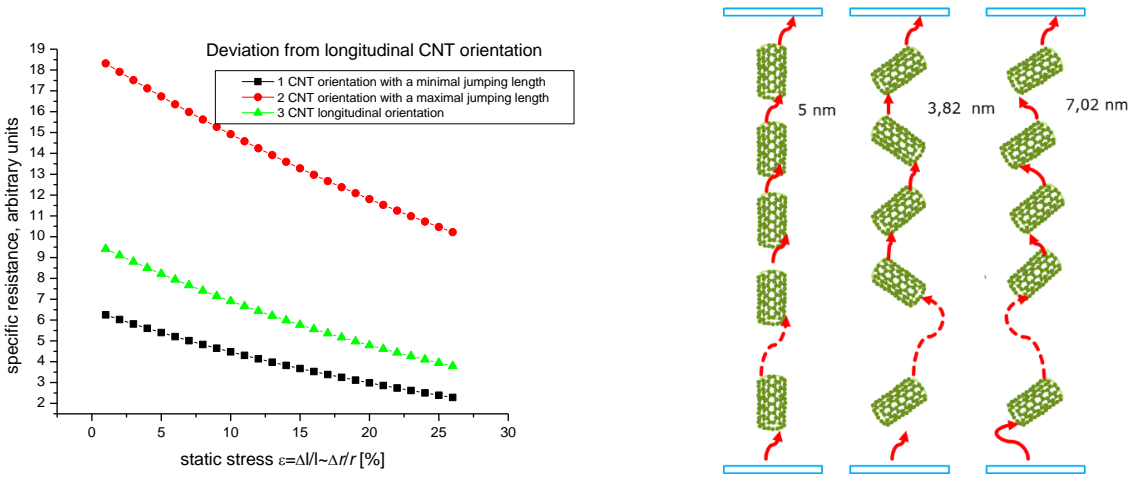 Deviation from longitudinal CNT orientation
1 CNT orientation with a minimal jumping length
2 CNT orientation with a maximal jumping length
3 CNT longitudinal orientation
specific resistance, arbitrary units
19
18
17
16
15
14
13
12
11
10
9
8
7
6
5
4
3
2
0 5 10 15 20 25 30
static stress ε=Δl/l~Δr/r [%]
5 nm
3,82 nm
7,02 nm